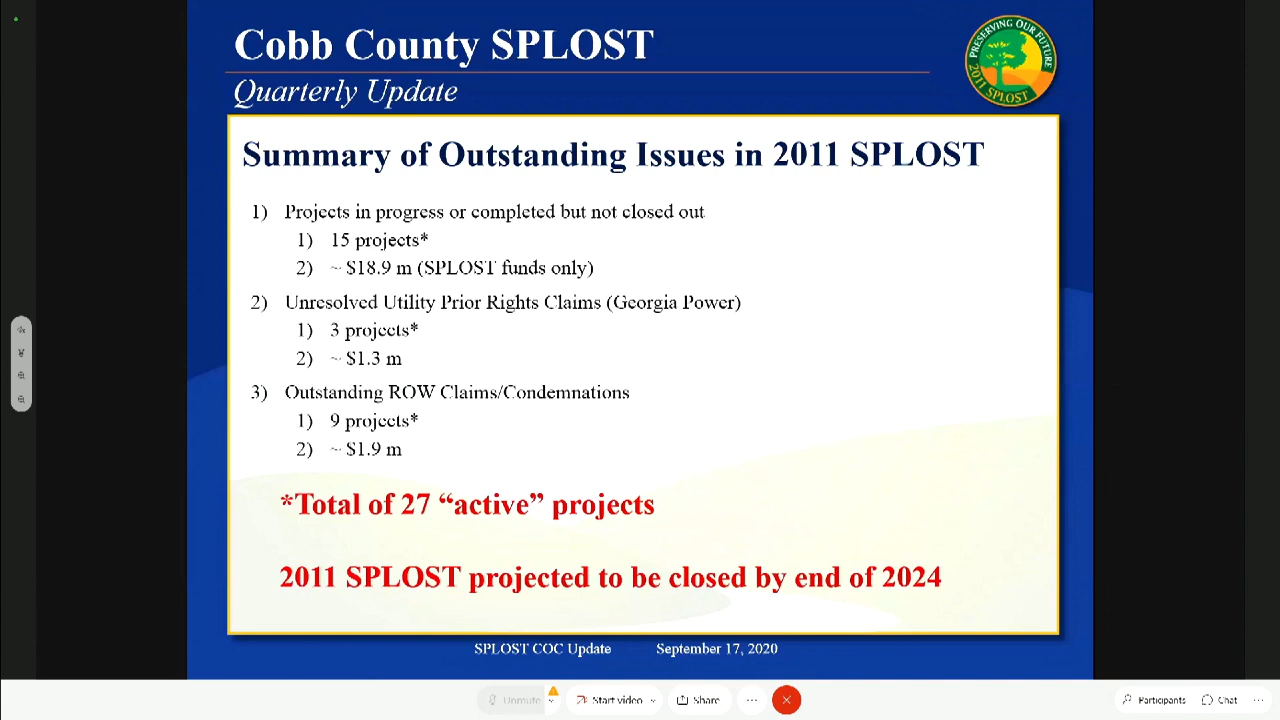 Cobb County SPLOST
Quarterly Update
PRESERVING OUR FUTURE
2011 SPLOST
Summary of Outstanding Issues in 2011 SPLOST
1) Projects in progress or completed but not closed out
1) 15 projects*
2) ~ $18.9 m (SPLOST funds only)
2) Unresolved Utility Prior Rights Claims (Georgia Power)
1) 3 projects*
2) ~ $1.3 m
3) Outstanding ROW Claims/Condemnations
1) 9 projects*
2) ~ $1.9 m
*Total of 27 “active” projects
2011 SPLOST projected to be closed by end of 2024
SPLOST COC Update September 17, 2020
Unmute Start video Share ... Participants Chat ...